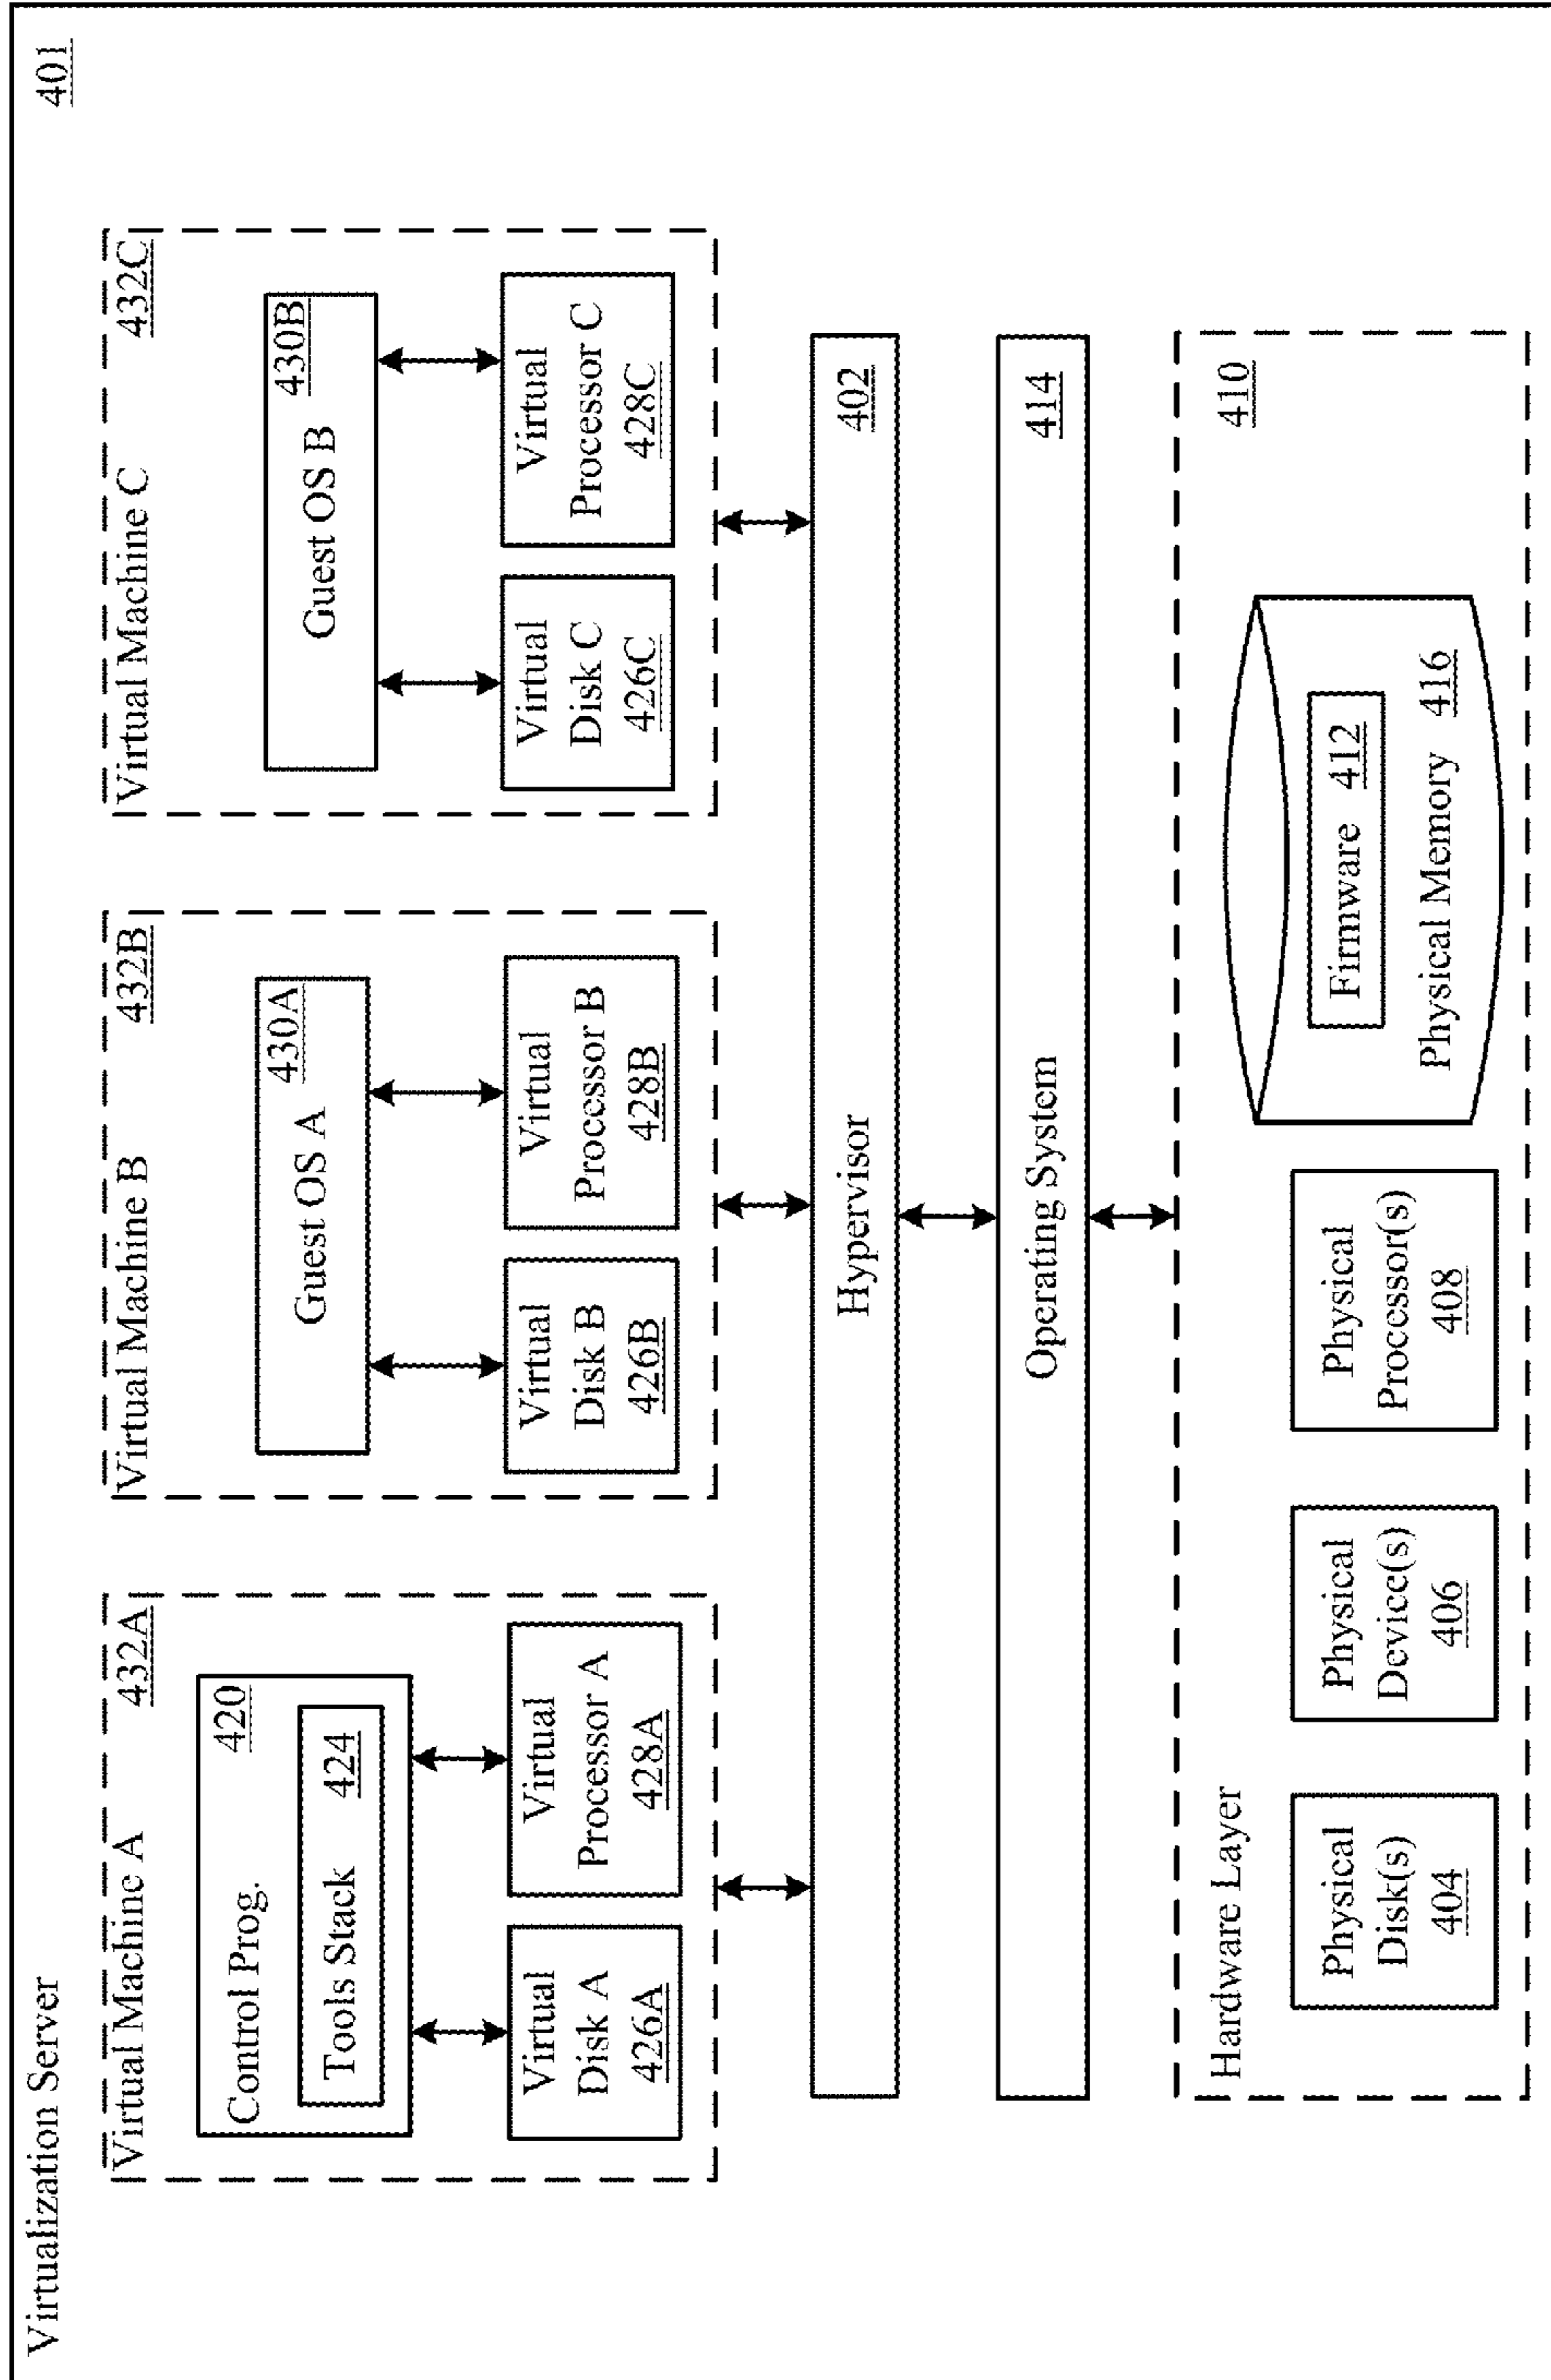 Virtualization Server
401
Virtual Machine A
432A
Control Prog.
420
Tools Stack
424
Virtual
Disk A
426A
Virtual
Processor A
428A
Virtual Machine B
432B
Guest OS A
430A
Virtual
Disk B
426B
Virtual
Processor B
428B
Virtual Machine C
432C
Guest OS B
430B
Virtual
Disk C
426C
Virtual
Processor C
428C
Hypervisor
402
Operating System
414
Hardware Layer
410
Physical
Disk(s)
404
Physical
Device(s)
406
Physical
Processor(s)
408
Firmware 412
Physical Memory 416